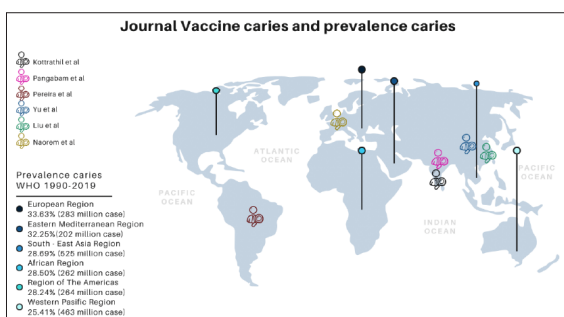 Journal Vaccine caries and prevalence caries
Kottrathil et al
Pangabam et al
Pereira et al
Yu et al
Liu et al
Naorem et al
Prevalence caries
WHO 1990-2019
European Region
33.63% (283 million case)
Eastern Mediterranean Region
32.25% (202 million case)
South - East Asia Region
28.69% (525 million case)
African Region
28.50% (262 million case)
Region of The Americas
28.24% (264 million case)
Western Pasific Region
25.41% (463 million case)
ATLANTIC
OCEAN
PACIFIC
OCEAN
INDIAN
OCEAN
PACIFIC
OCEAN